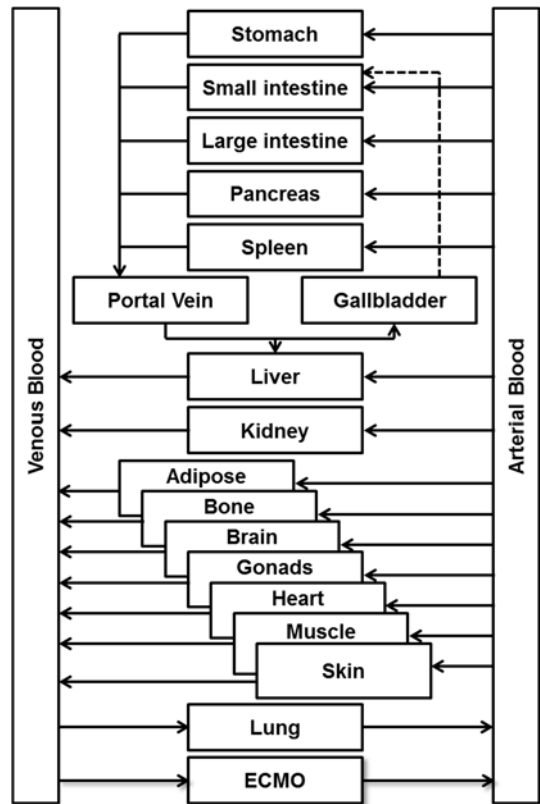 Stomach
Small intestine
Large intestine
Pancreas
Spleen
Portal Vein
Gallbladder
Liver
Kidney
Adipose
Bone
Brain
Gonads
Heart
Muscle
Skin
Lung
ECMO
Venous Blood
Arterial Blood